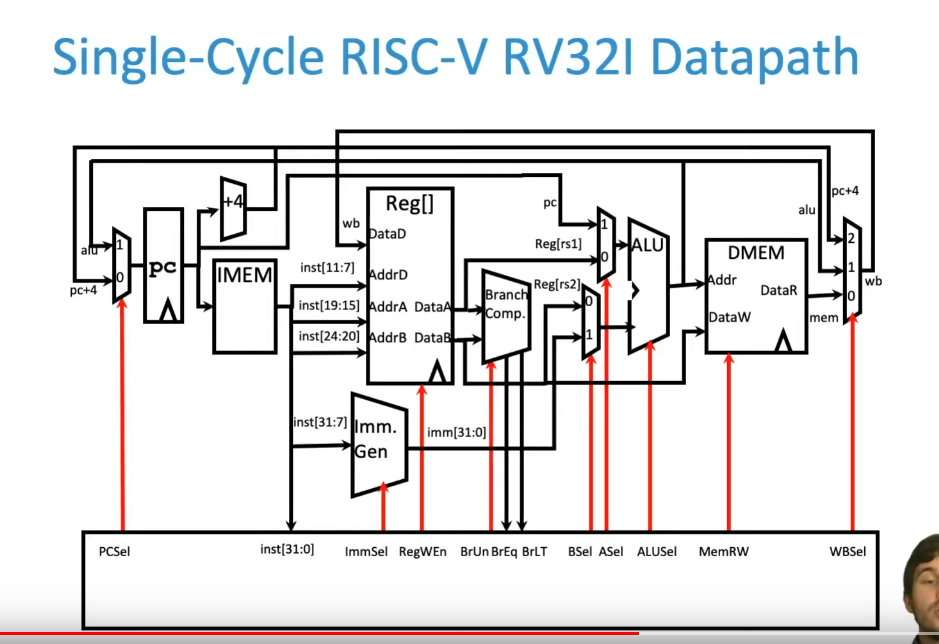 Single-Cycle RISC-V RV32I Datapath
pc+4
alu
+4
Reg[]
wb
DataD
pc
Reg[rs1]
1
0
ALU
DMEM
2
1
0
wb
alu
1
0
pc+4
pc
IMEM
inst[11:7]
AddrD
inst[19:15]
AddrA
DataA
inst[24:20]
AddrB
DataB
Branch
Comp.
Reg[rs2]
0
1
Addr
DataR
DataW
mem
inst[31:7]
Imm.
Gen
imm[31:0]
PCSel
inst[31:0]
ImmSel
RegWEn
BrUn
BrEq
BrLT
BSel
ASel
ALUSel
MemRW
WBSel